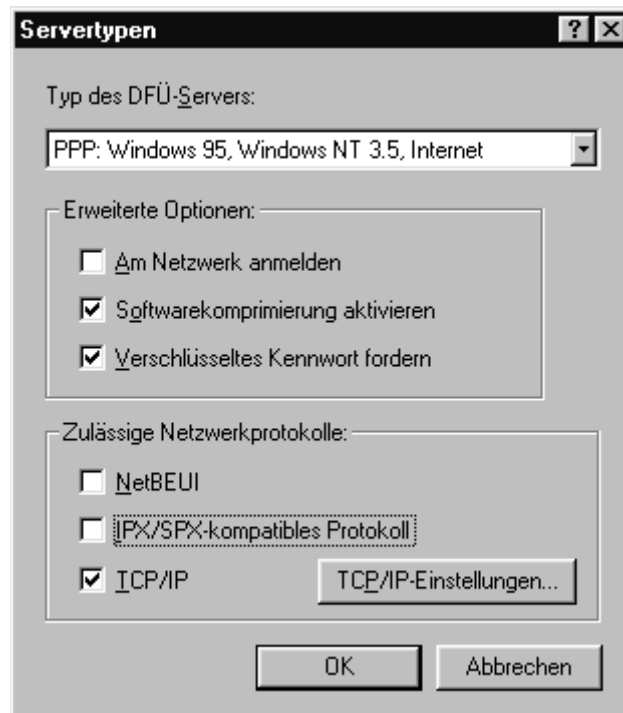 Servertypen
Typ des DFÜ-Servers:
PPP: Windows 95, Windows NT 3.5, Internet
Erweiterte Optionen:
Am Netzwerk anmelden
Softwarekomprimierung aktivieren
Verschlüsseltes Kennwort fordern
Zulässige Netzwerkprotokolle:
NetBEUI
IPX/SPX-kompatibles Protokoll
TCP/IP TCP/IP-Einstellungen...
OK Abbrechen